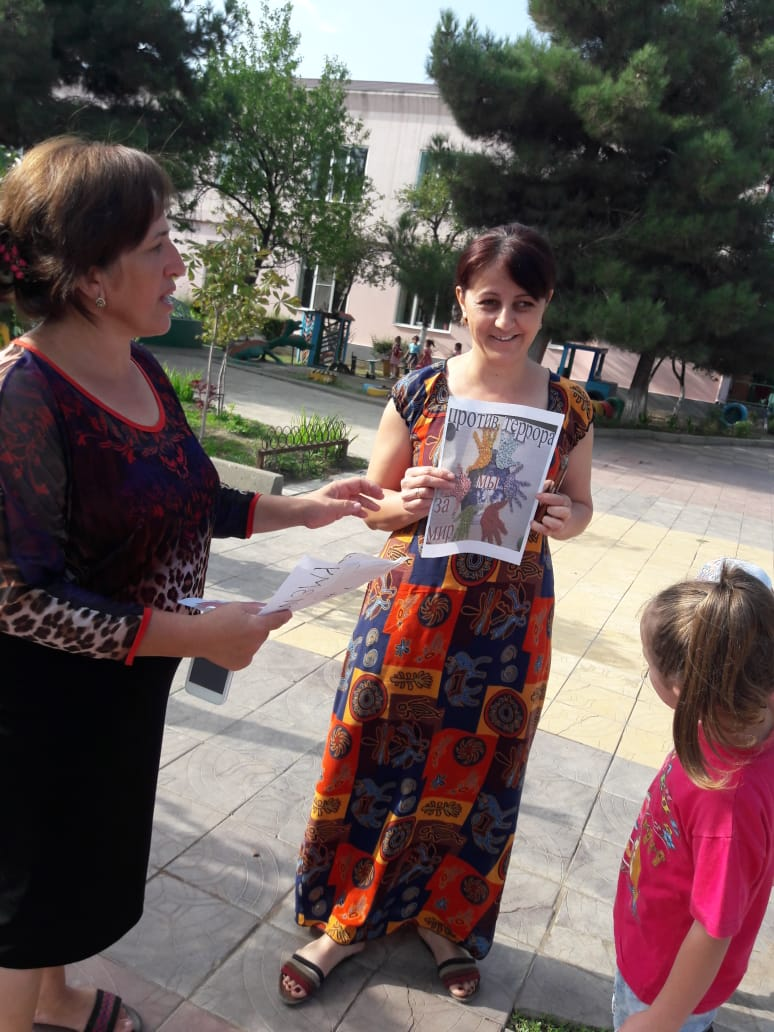 против террора
мы
за
мир